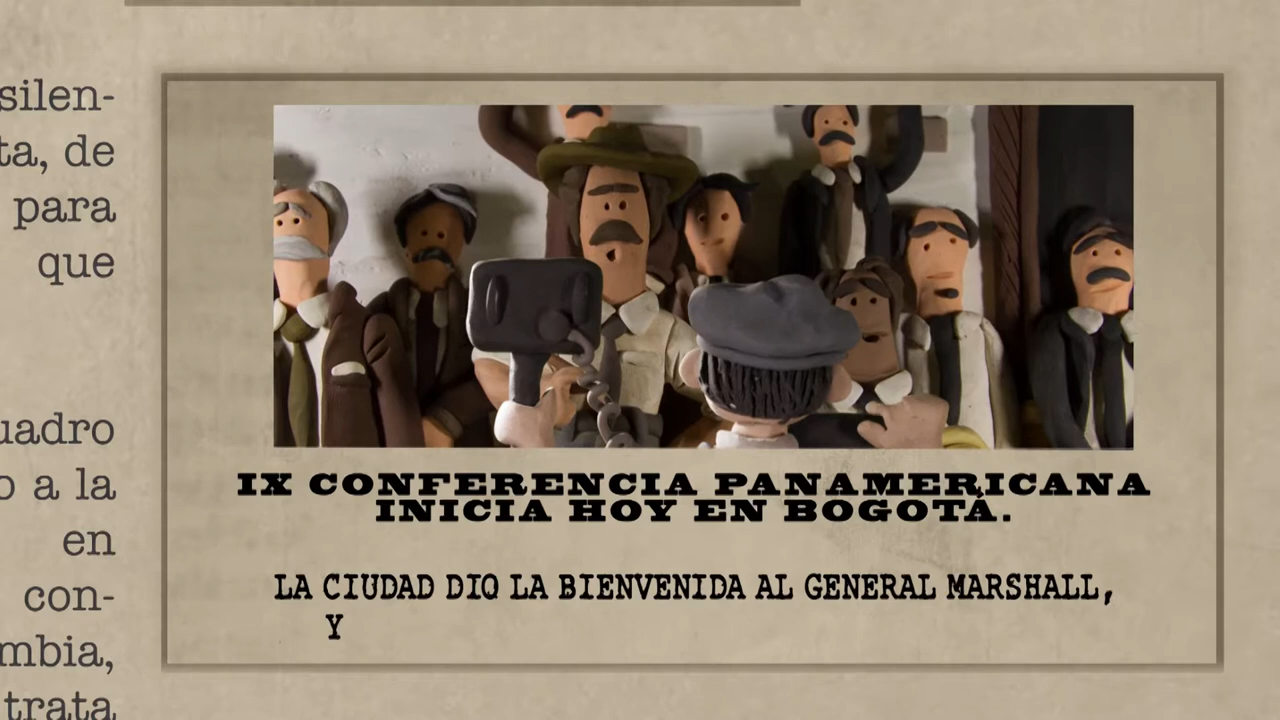 silen-
ta, de
para
que
uadro
o a la
en
con-
mbia,
trata
IX CONFERENCIA PANAMERICANA
INICIA HOY EN BOGOTÁ.
LA CIUDAD DIO LA BIENVENIDA AL GENERAL MARSHALL,
Y